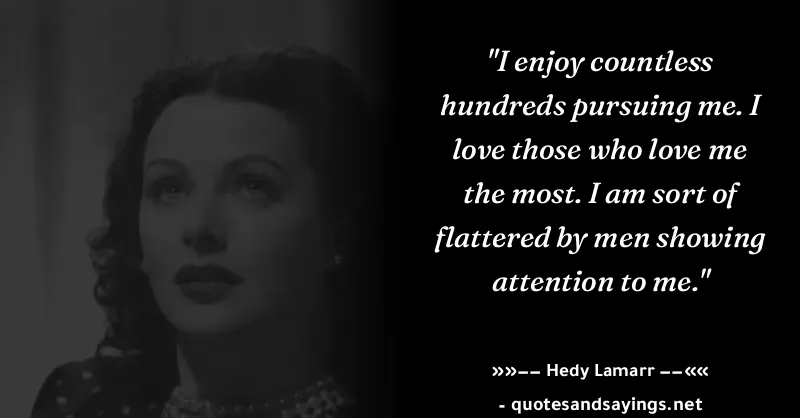 "I enjoy countless
hundreds pursuing me. I
love those who love me
the most. I am sort of
flattered by men showing
attention to me."
»»−− Hedy Lamarr −−««
- quotesandsayings.net